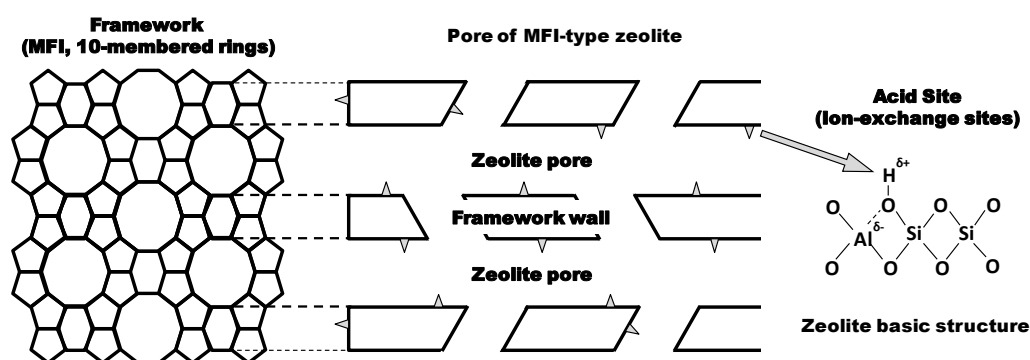 Framework
(MFI, 10-membered rings)
Pore of MFI-type zeolite
Zeolite pore
Framework wall
Zeolite pore
Acid Site
(Ion-exchange sites)
H δ+
O O O O
Al δ- Si Si
O O O O
Zeolite basic structure